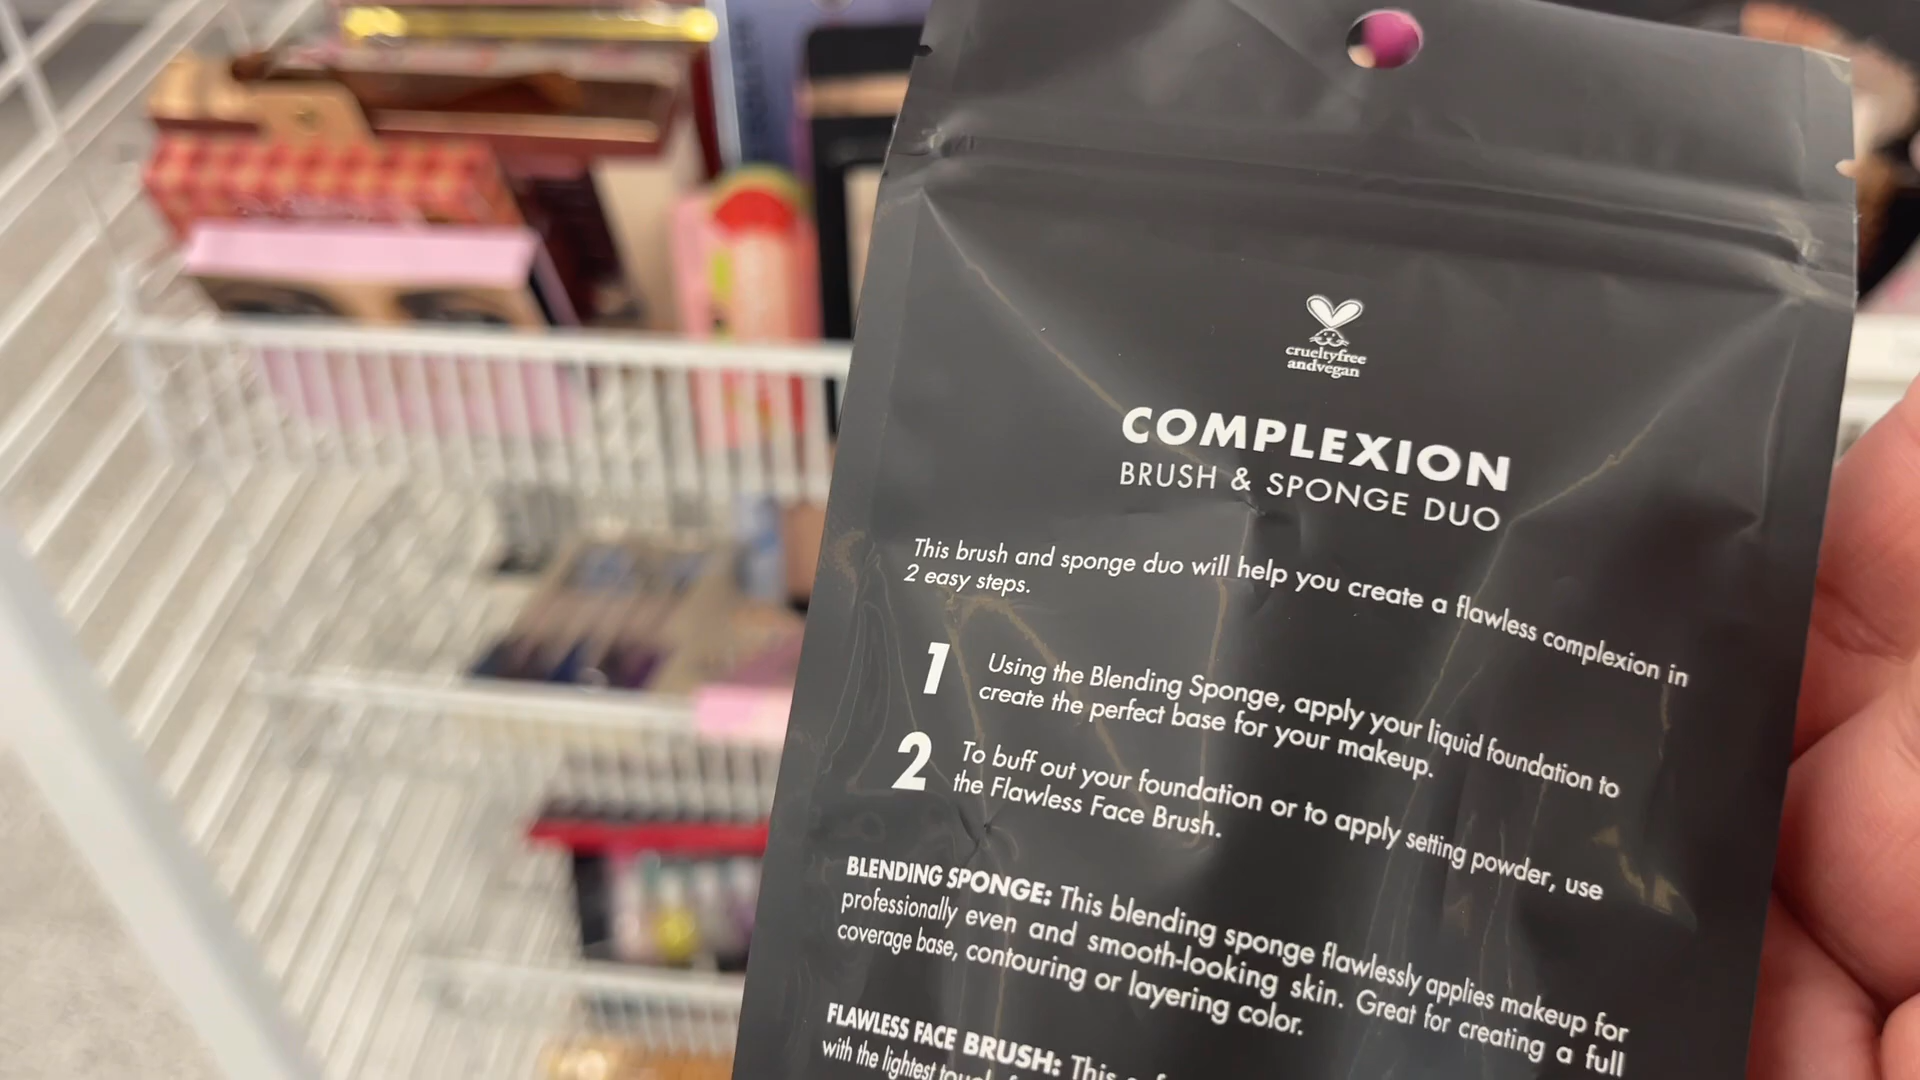 crueltyfree
andvegan
COMPLEXION
BRUSH & SPONGE DUO
This brush and sponge duo will help you create a flawless complexion in
2 easy steps.
1 Using the Blending Sponge, apply your liquid foundation to
create the perfect base for your makeup.
2 To buff out your foundation or to apply setting powder, use
the Flawless Face Brush.
BLENDING SPONGE: This blending sponge flawlessly applies makeup for
professionally even and smooth-looking skin. Great for creating a full
coverage base, contouring or layering color.
FLAWLESS FACE BRUSH: This
with the lightest